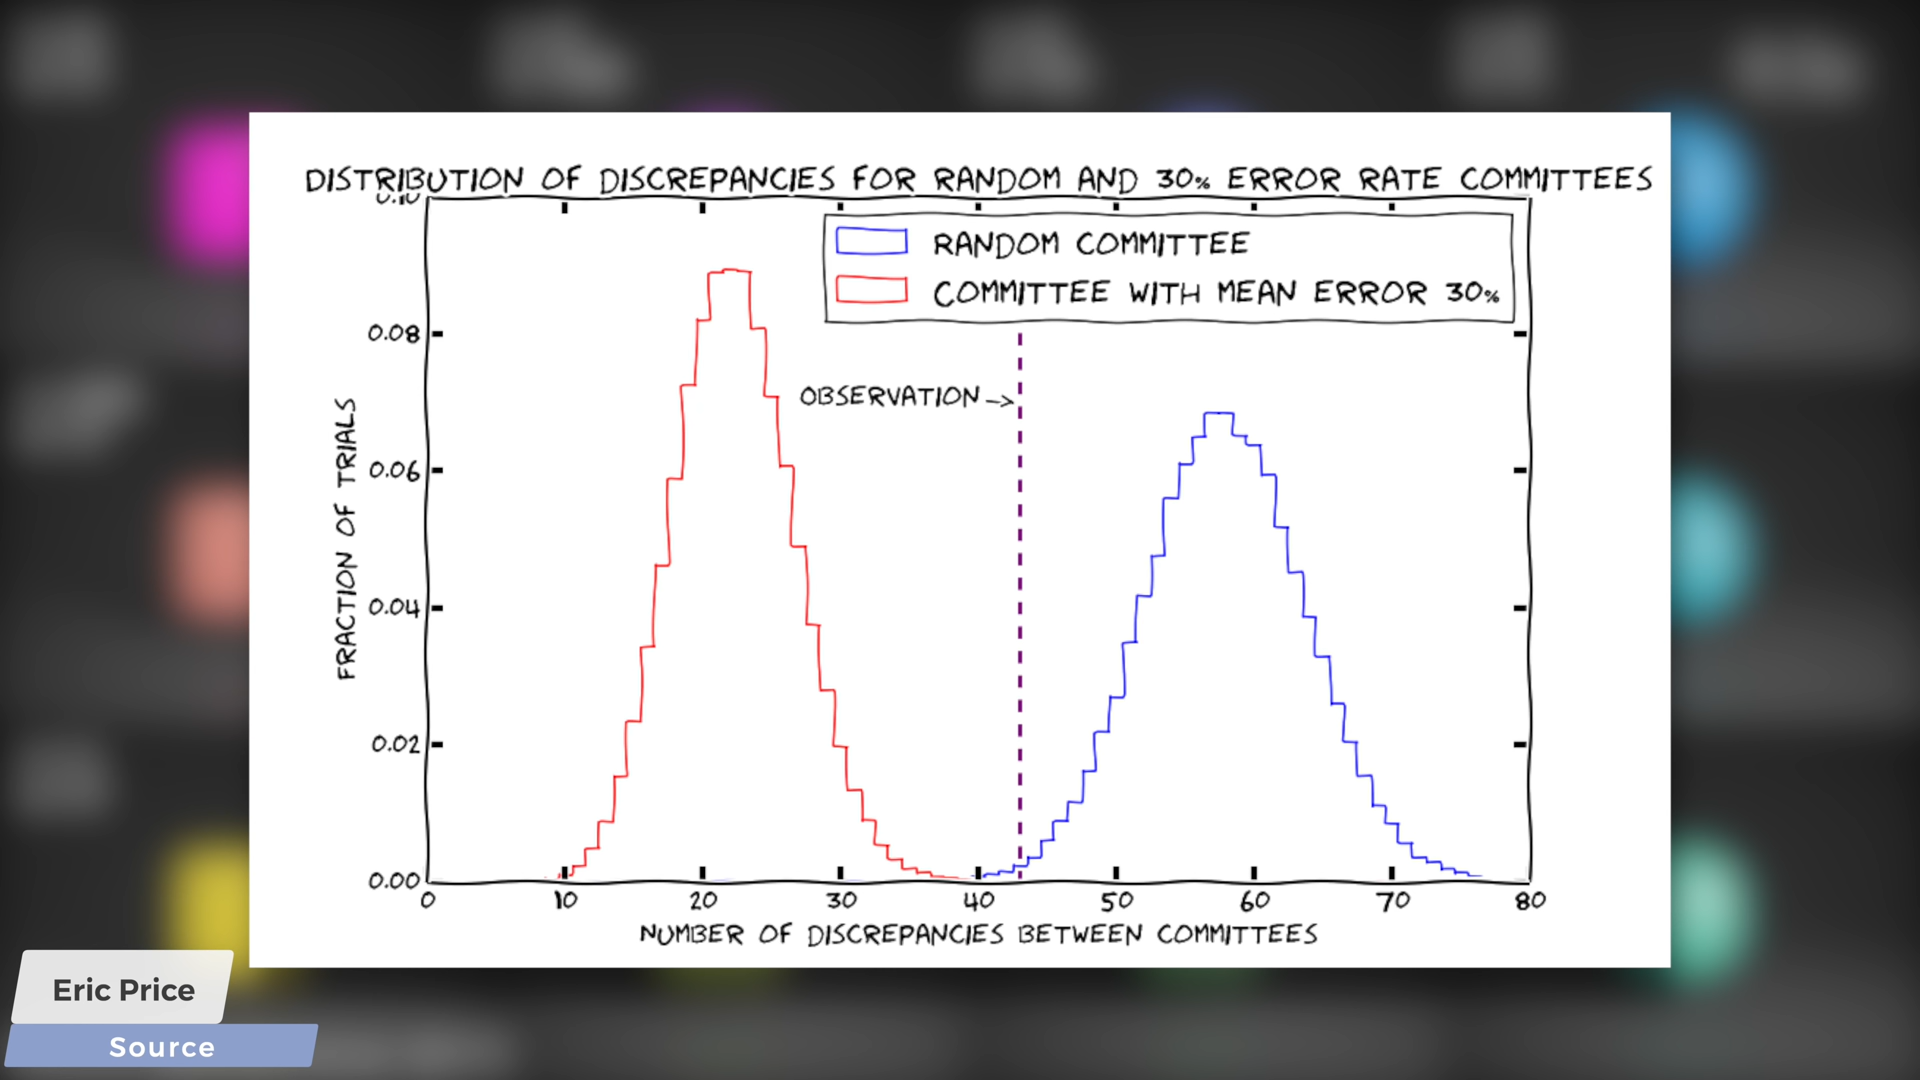 DISTRIBUTION OF DISCREPANCIES FOR RANDOM AND 30% ERROR RATE COMMITTEES
0.10
RANDOM COMMITTEE
COMMITTEE WITH MEAN ERROR 30%
0.08
OBSERVATION ->
FRACTION OF TRIALS
0.06
0.04
0.02
0.00
0 10 20 30 40 50 60 70 80
NUMBER OF DISCREPANCIES BETWEEN COMMITTEES
Eric Price
Source